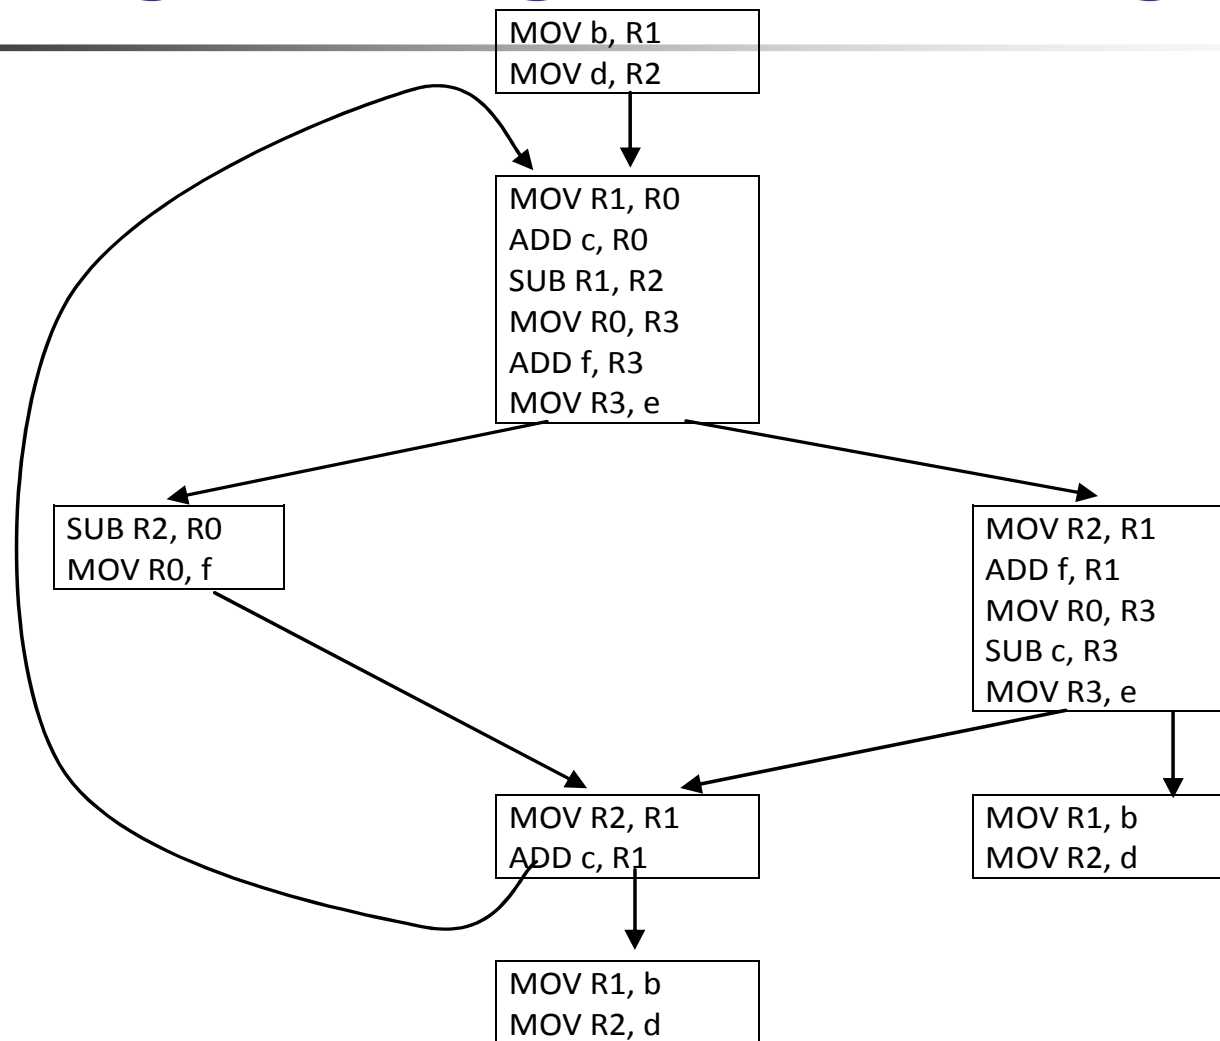 MOV b, R1
MOV d, R2
MOV R1, R0
ADD c, R0
SUB R1, R2
MOV R0, R3
ADD f, R3
MOV R3, e
SUB R2, R0
MOV R0, f
MOV R2, R1
ADD f, R1
MOV R0, R3
SUB c, R3
MOV R3, e
MOV R2, R1
ADD c, R1
MOV R1, b
MOV R2, d
MOV R1, b
MOV R2, d